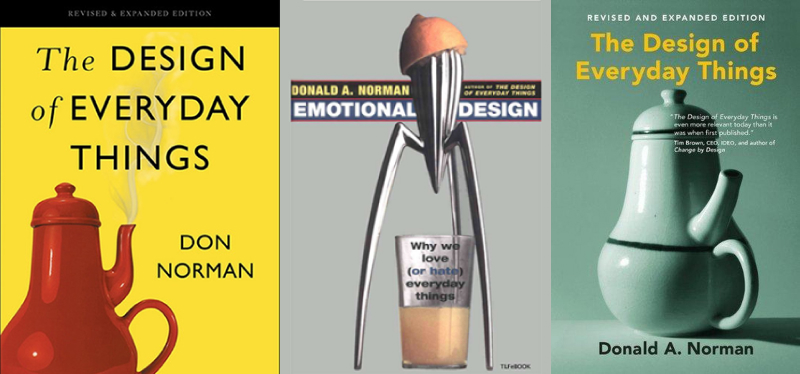 REVISED & EXPANDED EDITION
The DESIGN
of EVERYDAY
THINGS
DON
NORMAN
DONALD A. NORMAN
AUTHOR OF THE DESIGN
OF EVERYDAY THINGS
EMOTIONAL DESIGN
Why we
love
(or hate)
everyday
things
TLFeBOOK
REVISED AND EXPANDED EDITION
The Design of
Everyday Things
"The Design of Everyday Things is
even more relevant today than it
was when first published."
Tim Brown, CEO, IDEO, and author of
Change by Design
Donald A. Norman